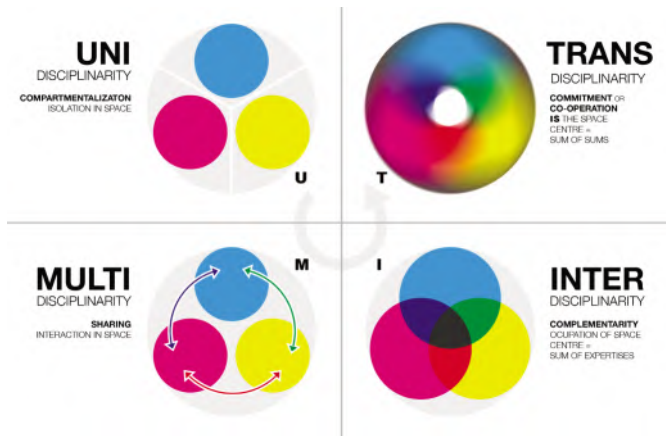 UNI
DISCIPLINARITY
COMPARTMENTALIZATON
ISOLATION IN SPACE
U
TRANS
DISCIPLINARITY
COMMITMENT OR
CO-OPERATION
IS THE SPACE
CENTRE =
SUM OF SUMS
T
MULTI
DISCIPLINARITY
SHARING
INTERACTION IN SPACE
M
I
INTER
DISCIPLINARITY
COMPLEMENTARITY
OCUPATION OF SPACE
CENTRE =
SUM OF EXPERTISES